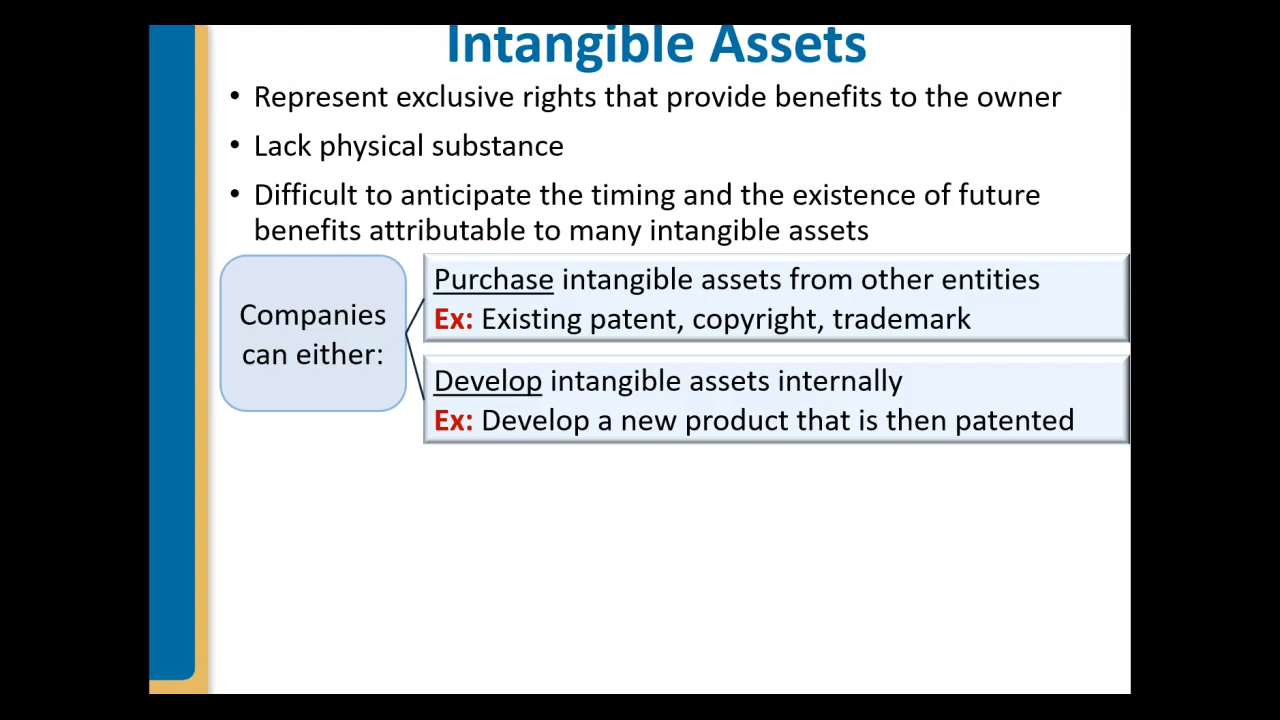 Intangible Assets
• Represent exclusive rights that provide benefits to the owner
• Lack physical substance
• Difficult to anticipate the timing and the existence of future
benefits attributable to many intangible assets
Companies
can either:
Purchase intangible assets from other entities
Ex: Existing patent, copyright, trademark
Develop intangible assets internally
Ex: Develop a new product that is then patented